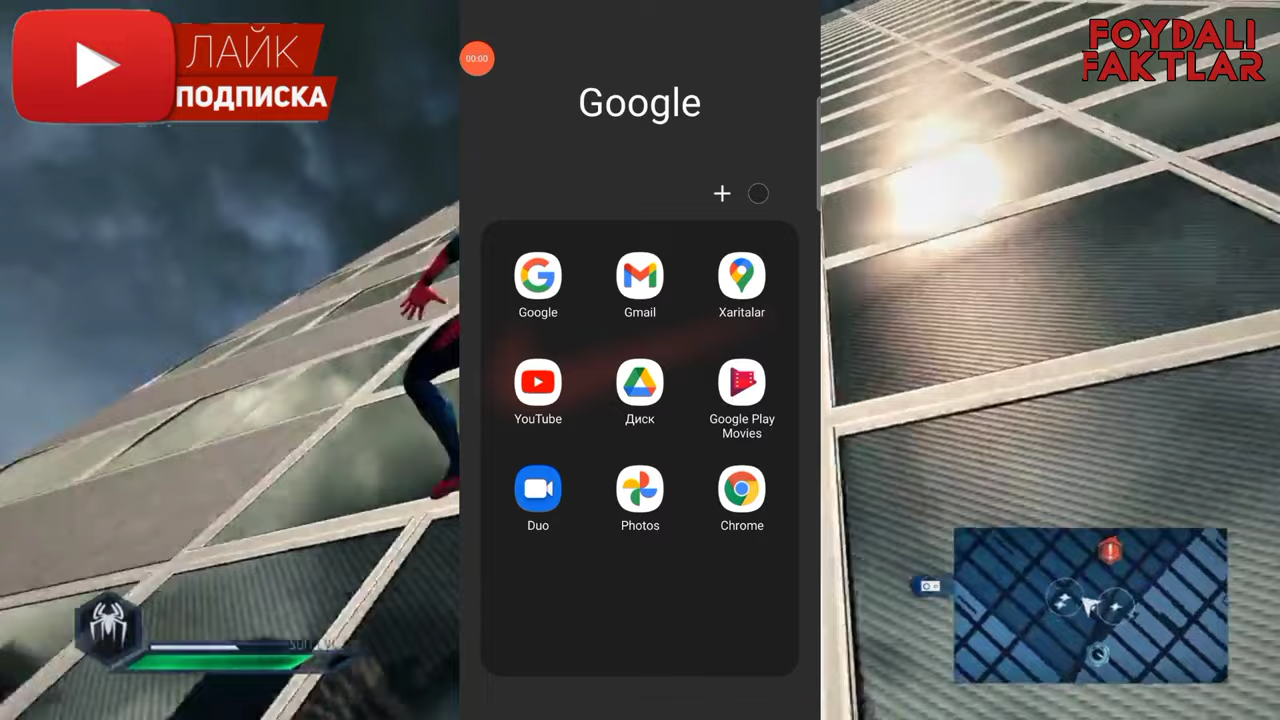 ЛАЙК
ПОДПИСКА
00:00
FOYDALI
FAKTLAR
Google
Google
Gmail
Xaritalar
YouTube
Диск
Google Play
Movies
Duo
Photos
Chrome